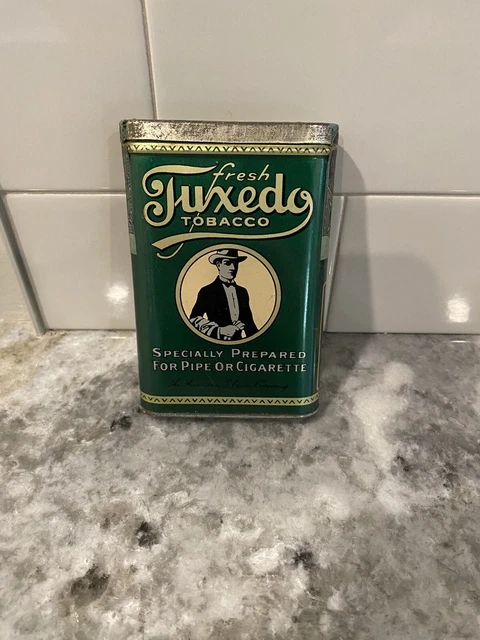 fresh
Tuxedo
TOBACCO
SPECIALLY PREPARED
FOR PIPE OR CIGARETTE